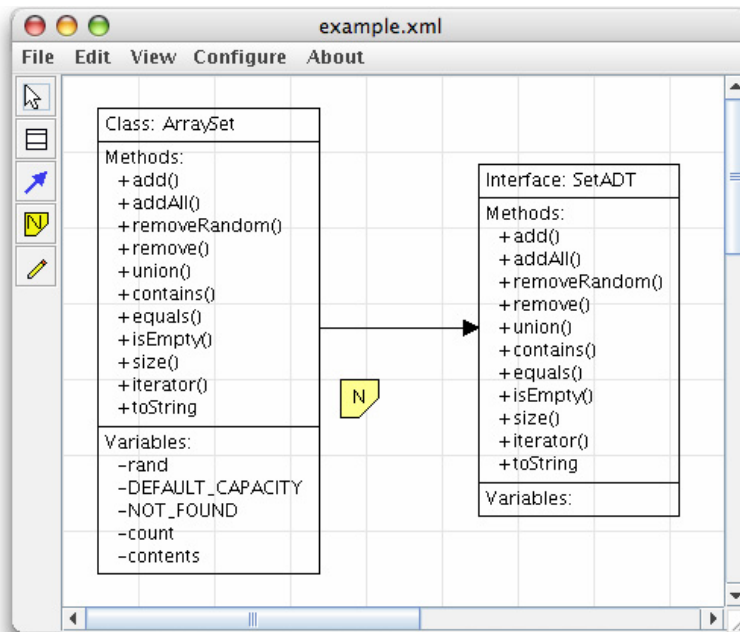 example.xml
File Edit View Configure About
Class: ArraySet
Methods:
+add()
+addAll()
+removeRandom()
+remove()
+union()
+contains()
+equals()
+isEmpty()
+size()
+iterator()
+toString
Variables:
-rand
-DEFAULT_CAPACITY
-NOT_FOUND
-count
-contents
N
N
Interface: SetADT
Methods:
+add()
+addAll()
+removeRandom()
+remove()
+union()
+contains()
+equals()
+isEmpty()
+size()
+iterator()
+toString
Variables: